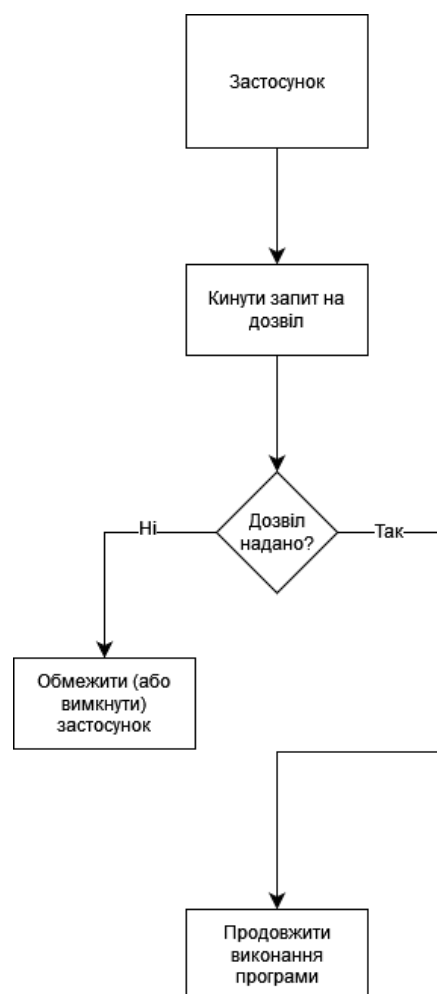 Застосунок
Кинути запит на
дозвіл
Дозвіл
надано?
Ні
Так
Обмежити (або
вимкнути)
застосунок
Продовжити
виконання
програми